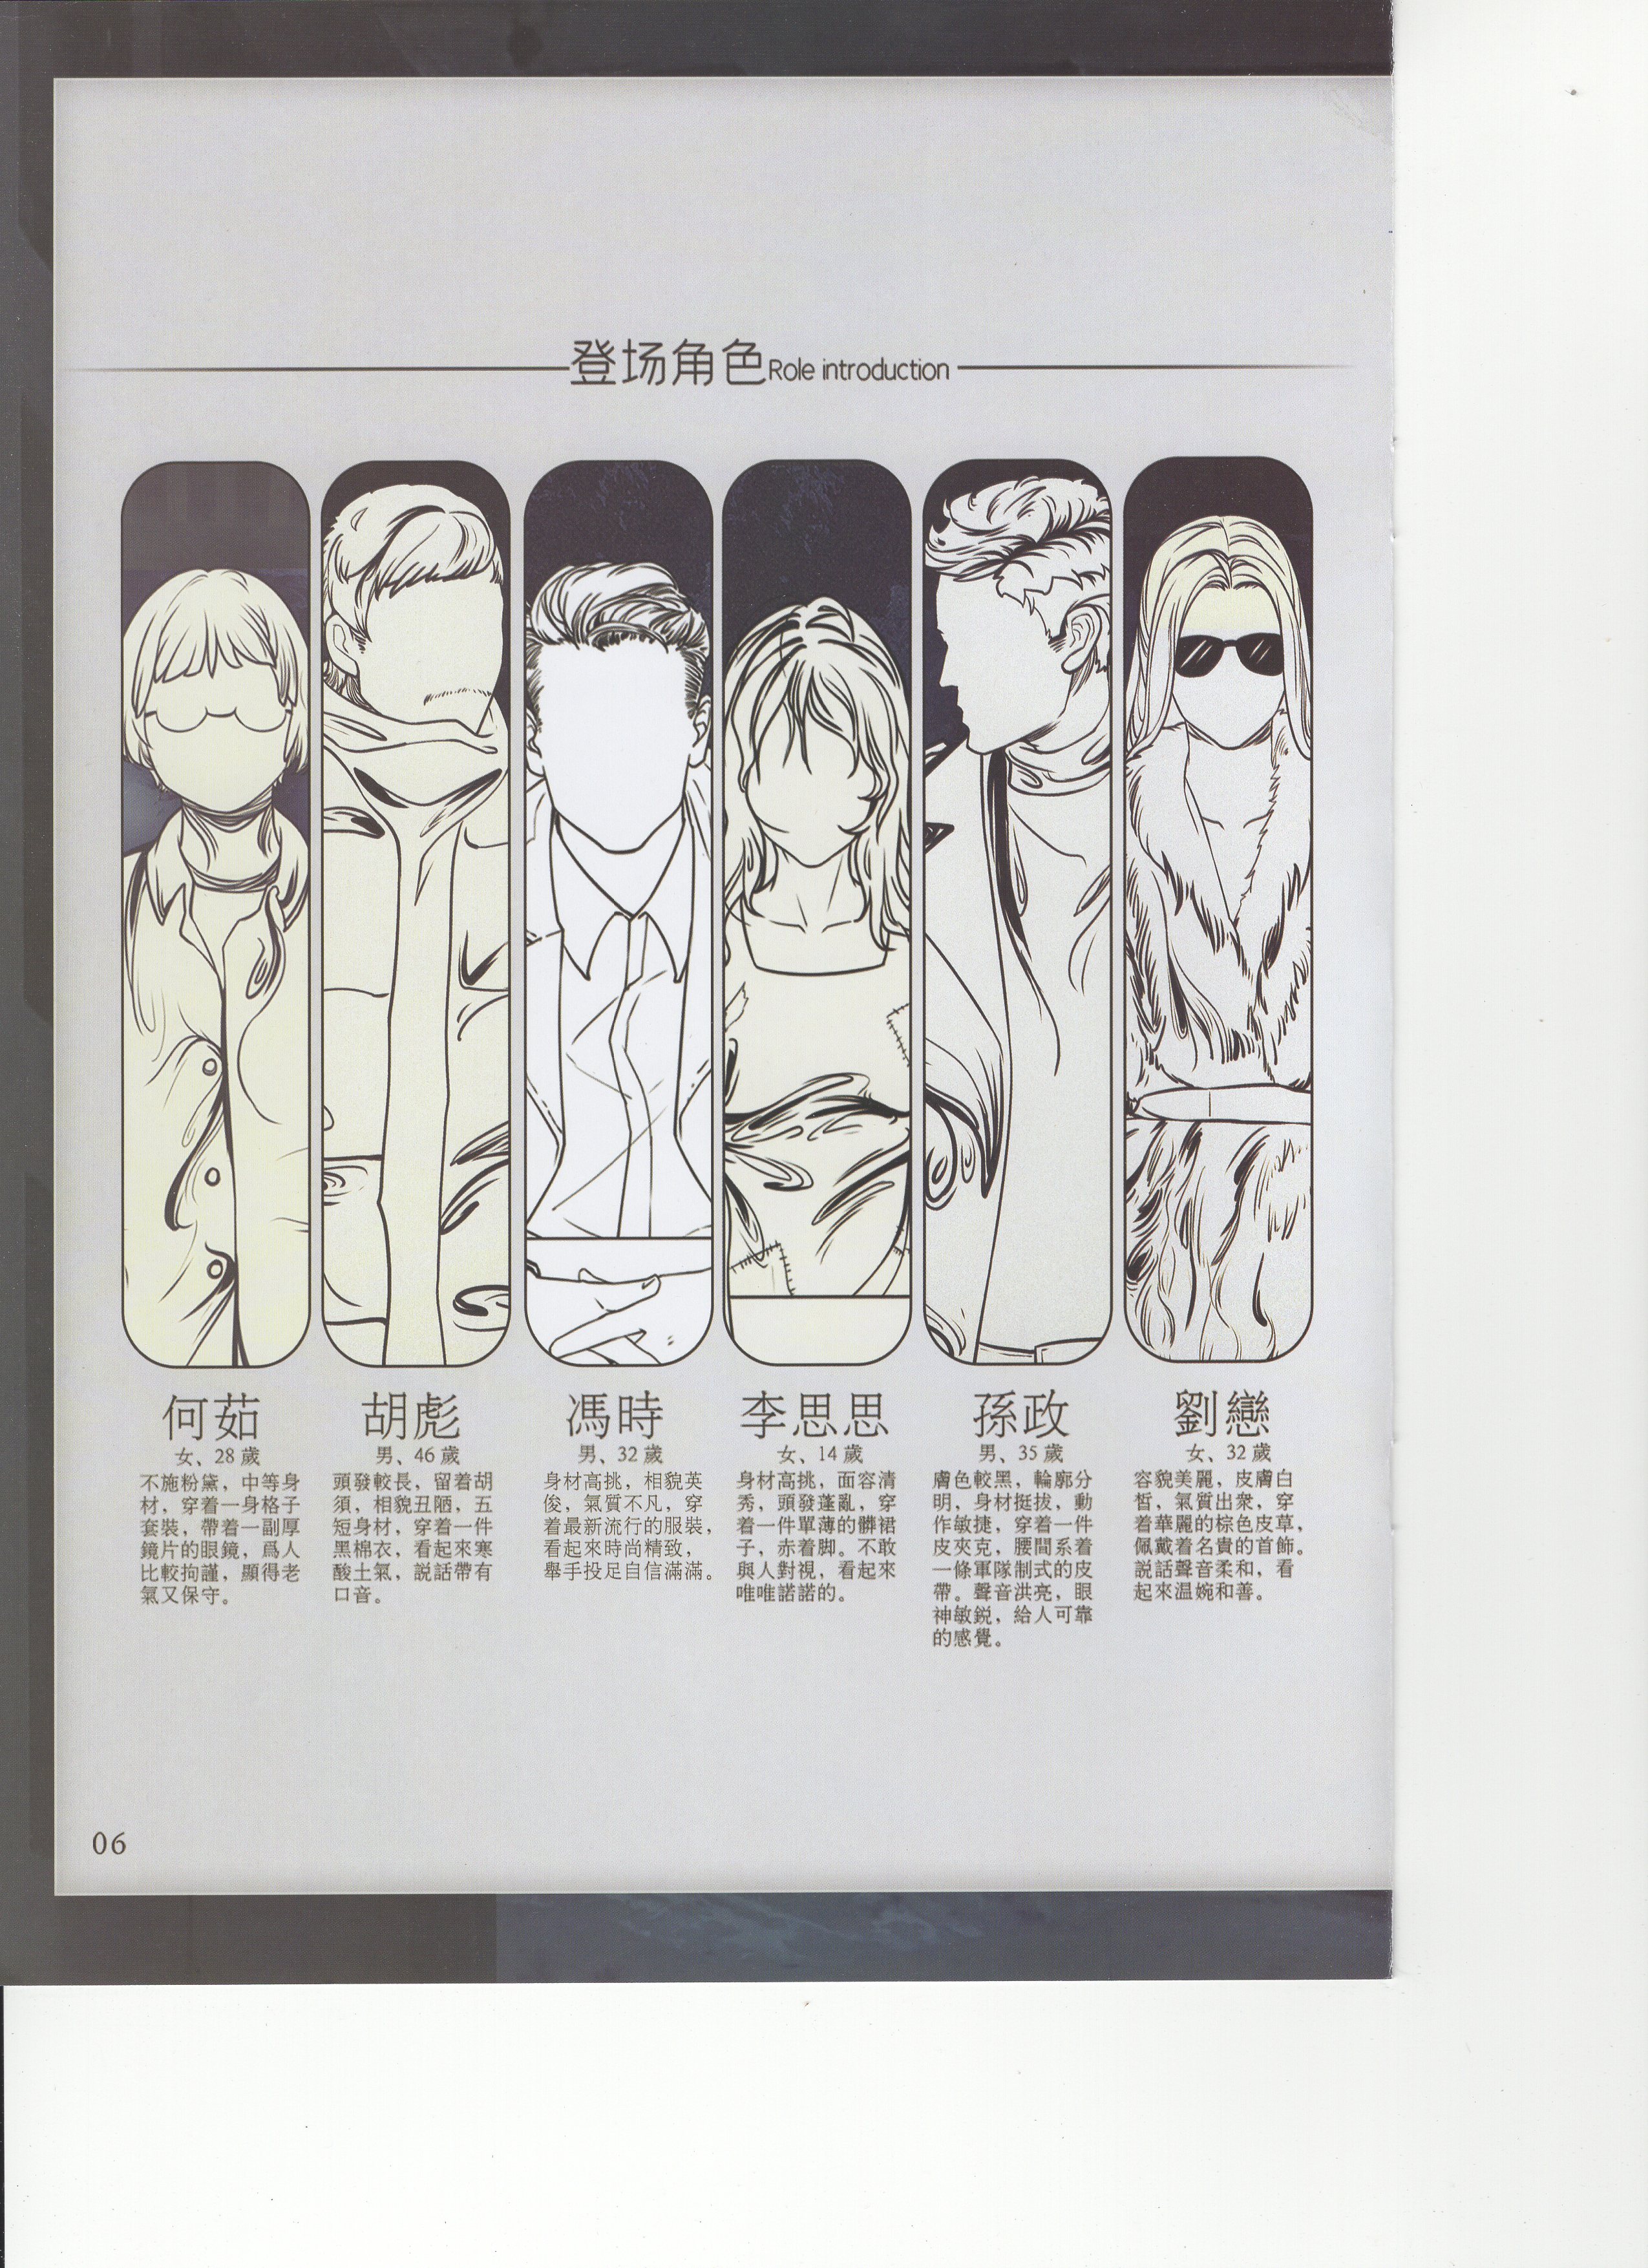 登场角色Role introduction
何茹
女、28 歲
不施粉黛，中等身
材，穿着一身格子
套裝，帶着一副厚
鏡片的眼鏡，爲人
比較拘謹，顯得老
氣又保守。
胡彪
男、46 歲
頭發較長，留着胡
須，相貌丑陋，五
短身材，穿着一件
黑棉衣，看起來寒
酸土氣，説話帶有
口音。
馮時
男、32 歲
身材高挑，相貌英
俊，氣質不凡，穿
着最新流行的服裝，
看起來時尚精致，
舉手投足自信滿滿。
李思思
女、14 歲
身材高挑，面容清
秀，頭發蓬亂，穿
着一件單薄的髒裙
子，赤着脚。不敢
與人對視，看起來
唯唯諾諾的。
孫政
男、35 歲
膚色較黑，輪廓分
明，身材挺拔，動
作敏捷，穿着一件
皮夾克，腰間系着
一條軍隊制式的皮
帶。聲音洪亮，眼
神敏鋭，給人可靠
的感覺。
劉戀
女、32 歲
容貌美麗，皮膚白
皙，氣質出衆，穿
着華麗的棕色皮草，
佩戴着名貴的首飾。
説話聲音柔和，看
起來温婉和善。
06